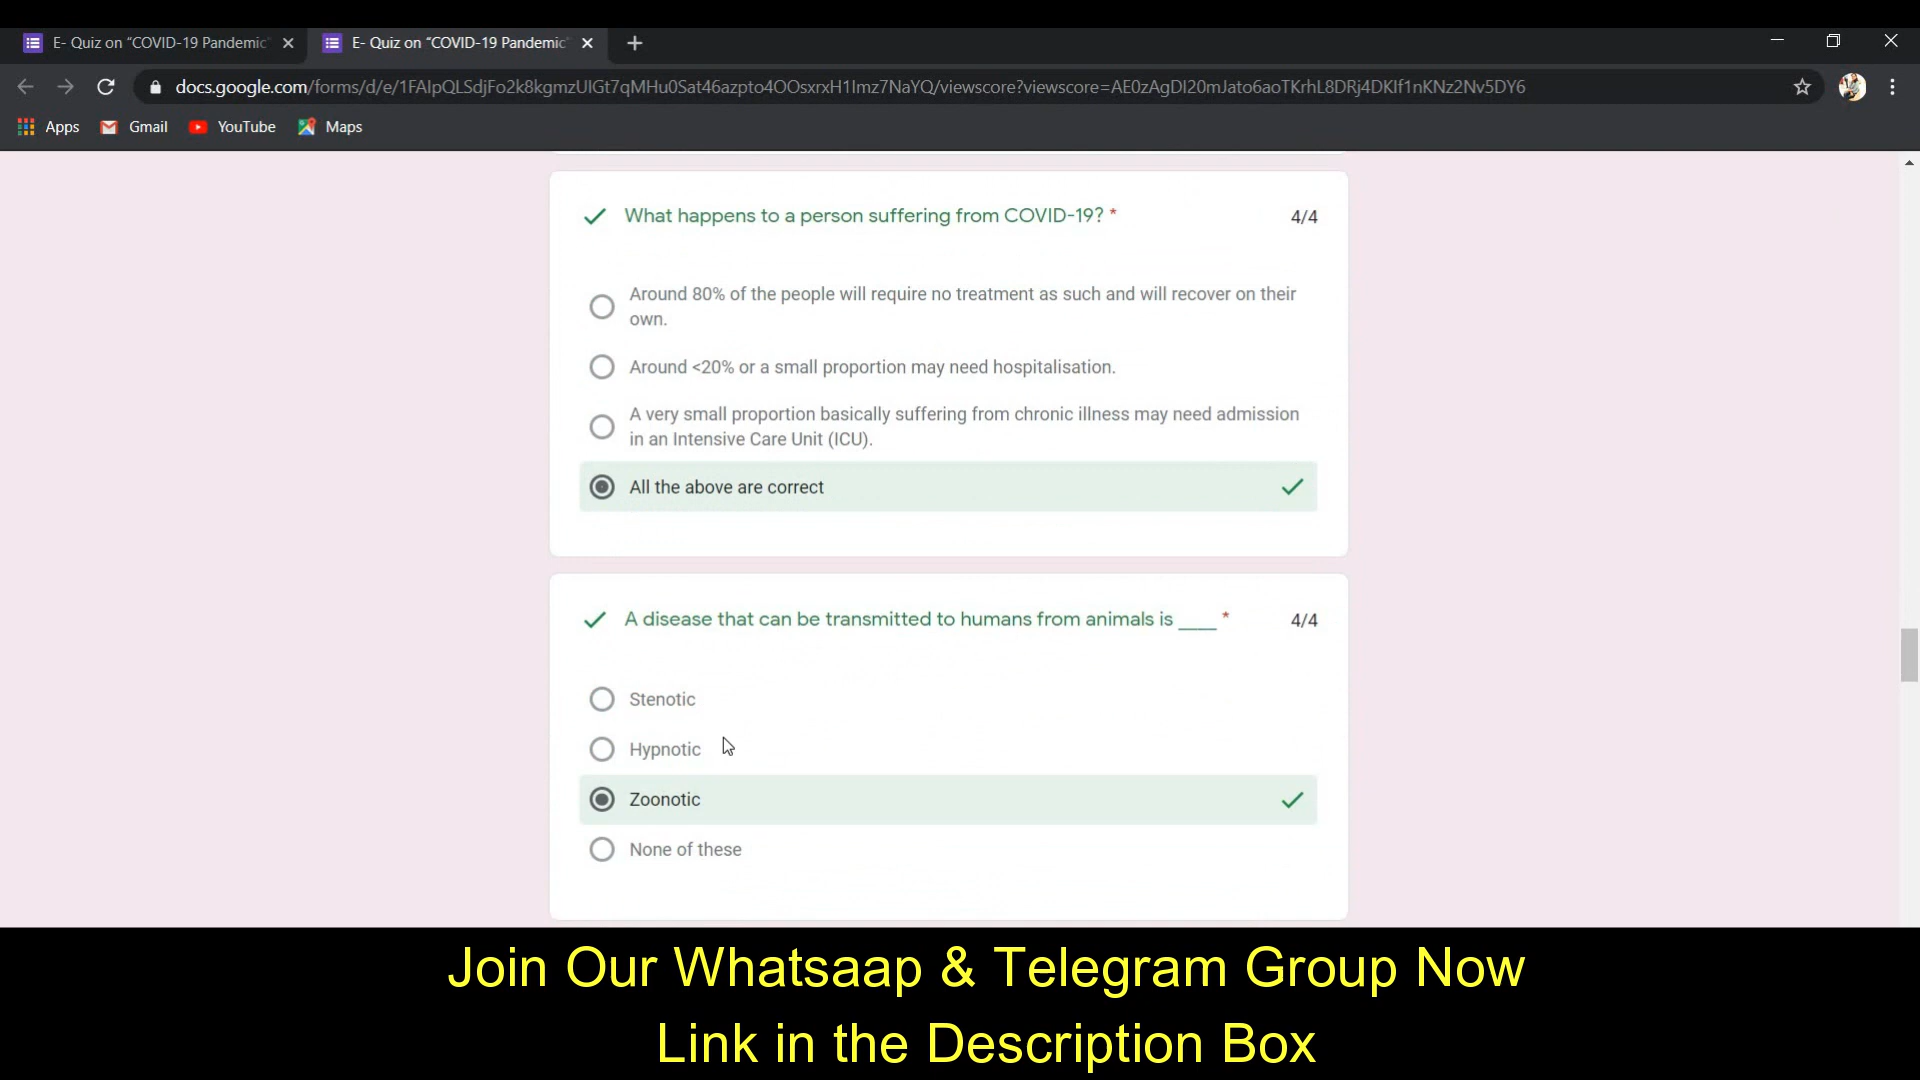 E- Quiz on “COVID-19 Pandemic”
E- Quiz on “COVID-19 Pandemic”
docs.google.com/forms/d/e/1FAIpQLSdjFo2k8kgmzUIGt7qMHu0Sat46azpto4OOsxrxH1Imz7NaYQ/viewscore?viewscore=AE0zAgDI20mJato6aoTKrhL8DRj4DKIf1nKNz2Nv5DY6
Apps Gmail YouTube Maps
What happens to a person suffering from COVID-19? * 4/4
Around 80% of the people will require no treatment as such and will recover on their
own.
Around <20% or a small proportion may need hospitalisation.
A very small proportion basically suffering from chronic illness may need admission
in an Intensive Care Unit (ICU).
All the above are correct
A disease that can be transmitted to humans from animals is ____ * 4/4
Stenotic
Hypnotic
Zoonotic
None of these
Join Our Whatsaap & Telegram Group Now
Link in the Description Box